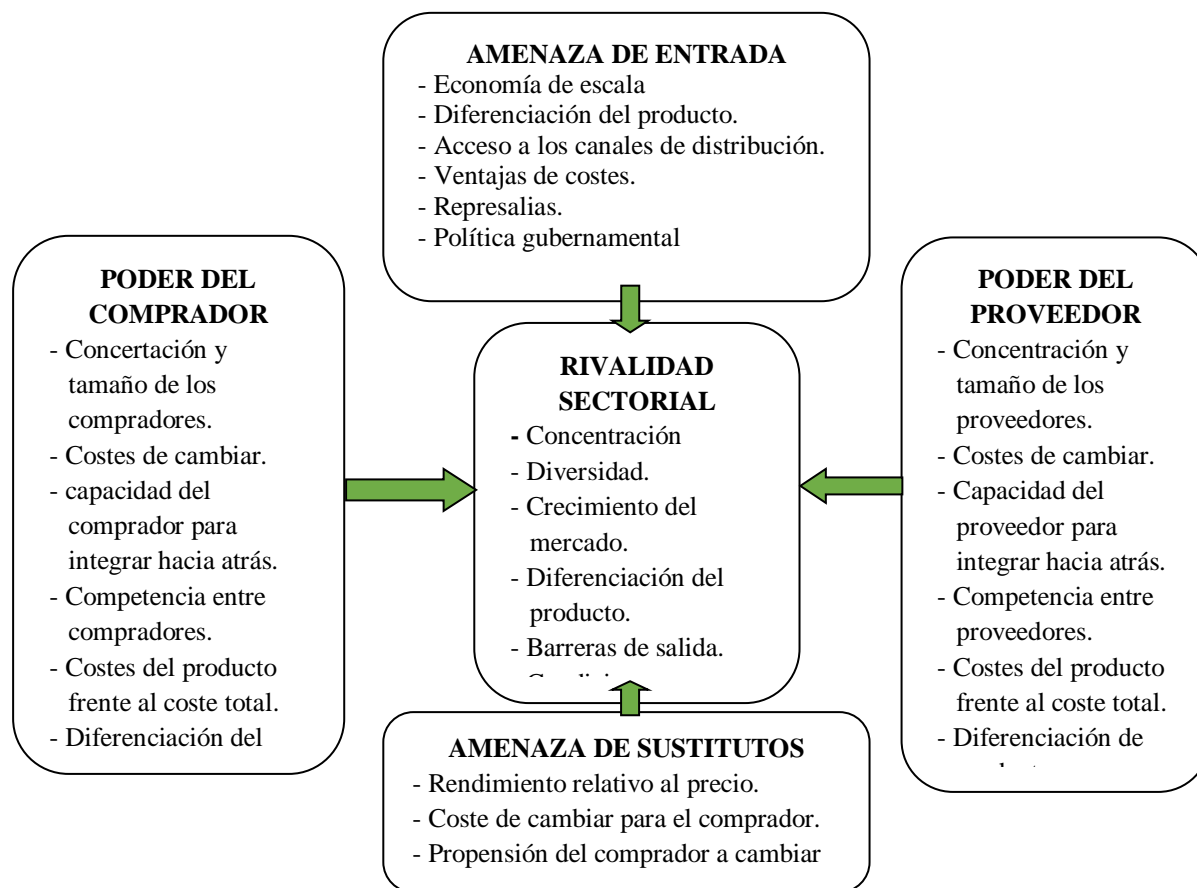 AMENAZA DE ENTRADA
- Economía de escala
- Diferenciación del producto.
- Acceso a los canales de distribución.
- Ventajas de costes.
- Represalias.
- Política gubernamental
PODER DEL
COMPRADOR
- Concertación y
tamaño de los
compradores.
- Costes de cambiar.
- capacidad del
comprador para
integrar hacia atrás.
- Competencia entre
compradores.
- Costes del producto
frente al coste total.
- Diferenciación del
RIVALIDAD
SECTORIAL
- Concentración
- Diversidad.
- Crecimiento del
mercado.
- Diferenciación del
producto.
- Barreras de salida.
PODER DEL
PROVEEDOR
- Concentración y
tamaño de los
proveedores.
- Costes de cambiar.
- Capacidad del
proveedor para
integrar hacia atrás.
- Competencia entre
proveedores.
- Costes del producto
frente al coste total.
- Diferenciación de
AMENAZA DE SUSTITUTOS
- Rendimiento relativo al precio.
- Coste de cambiar para el comprador.
- Propensión del comprador a cambiar